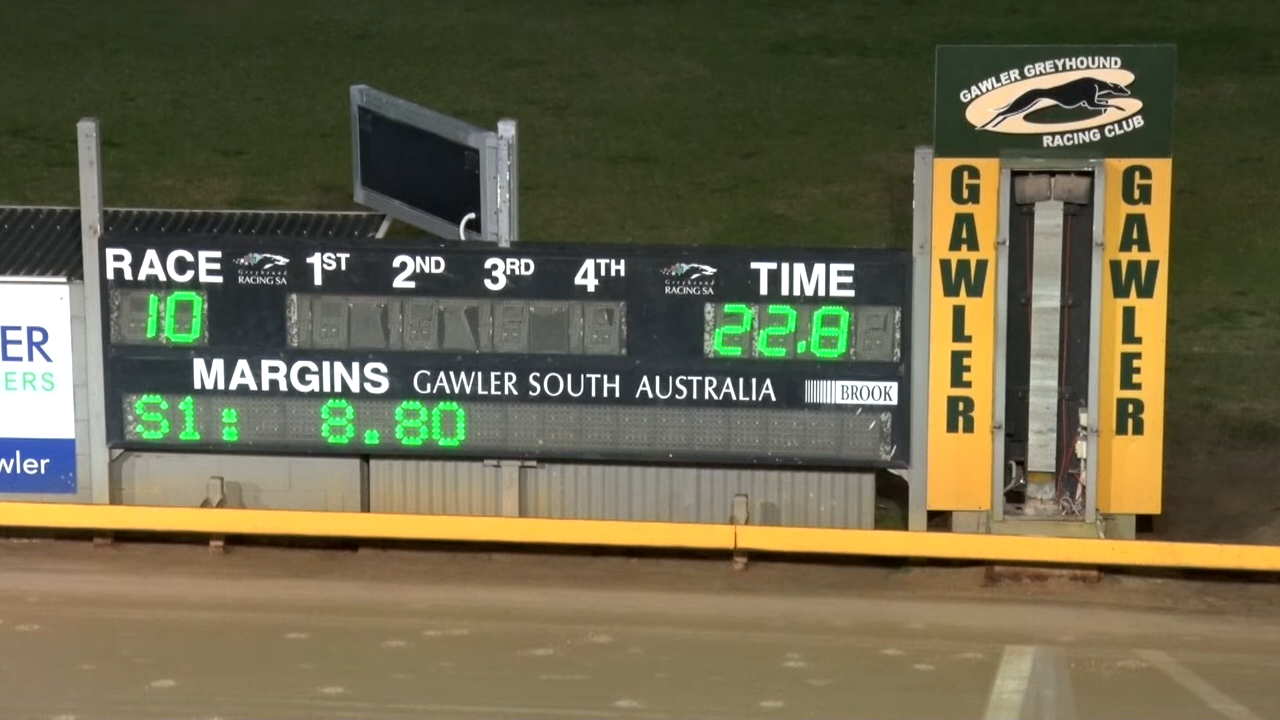 GAWLER GREYHOUND
RACING CLUB
GAWLER
GAWLER
RACE
Greyhound
RACING SA
1ST
2ND
3RD
4TH
Greyhound
RACING SA
TIME
10
22.8
MARGINS
GAWLER SOUTH AUSTRALIA
BROOK
S1: 8.80
ER
ERS
wler